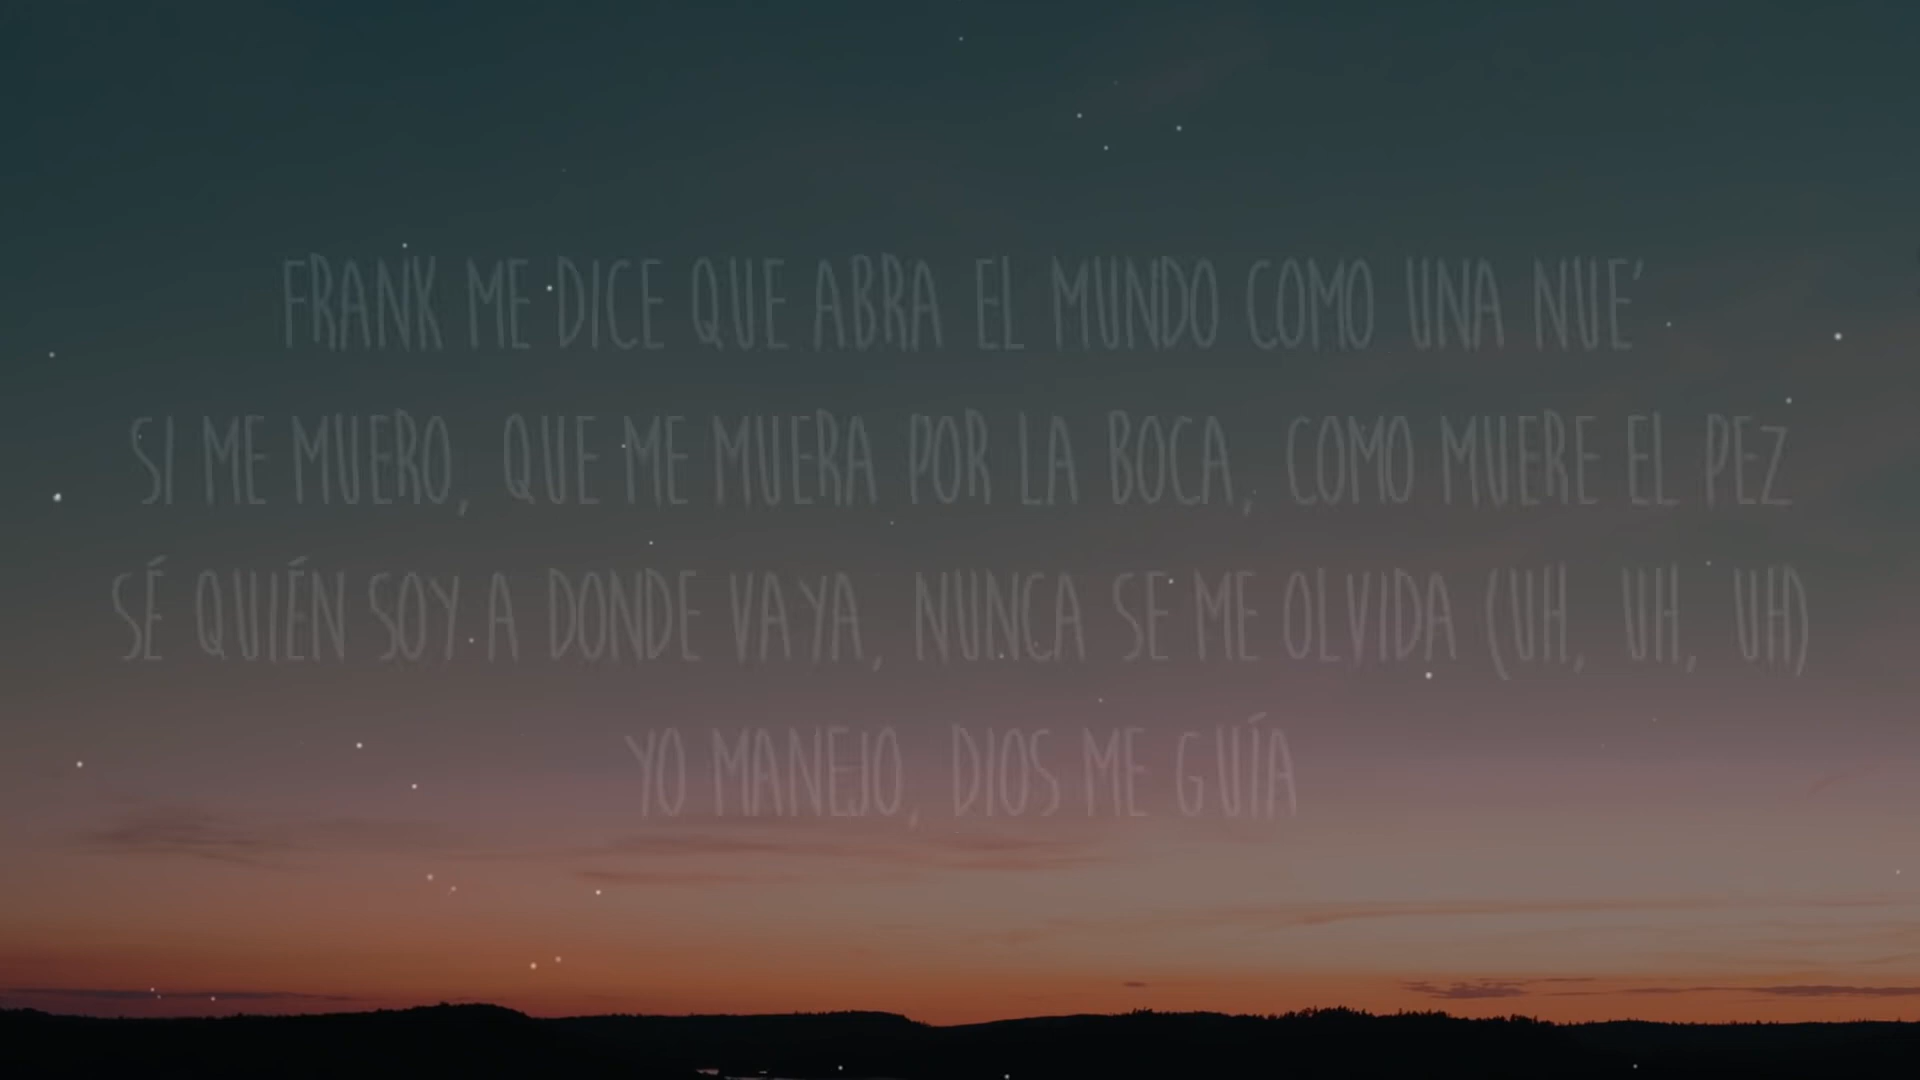 FRANK ME DICE QUE ABRA EL MUNDO COMO UNA NUE'
SI ME MUERO, QUE ME MUERA POR LA BOCA, COMO MUERE EL PEZ
SÉ QUIÉN SOY A DONDE VAYA, NUNCA SE ME OLVIDA (UH, UH, UH)
YO MANEJO, DIOS ME GUÍA